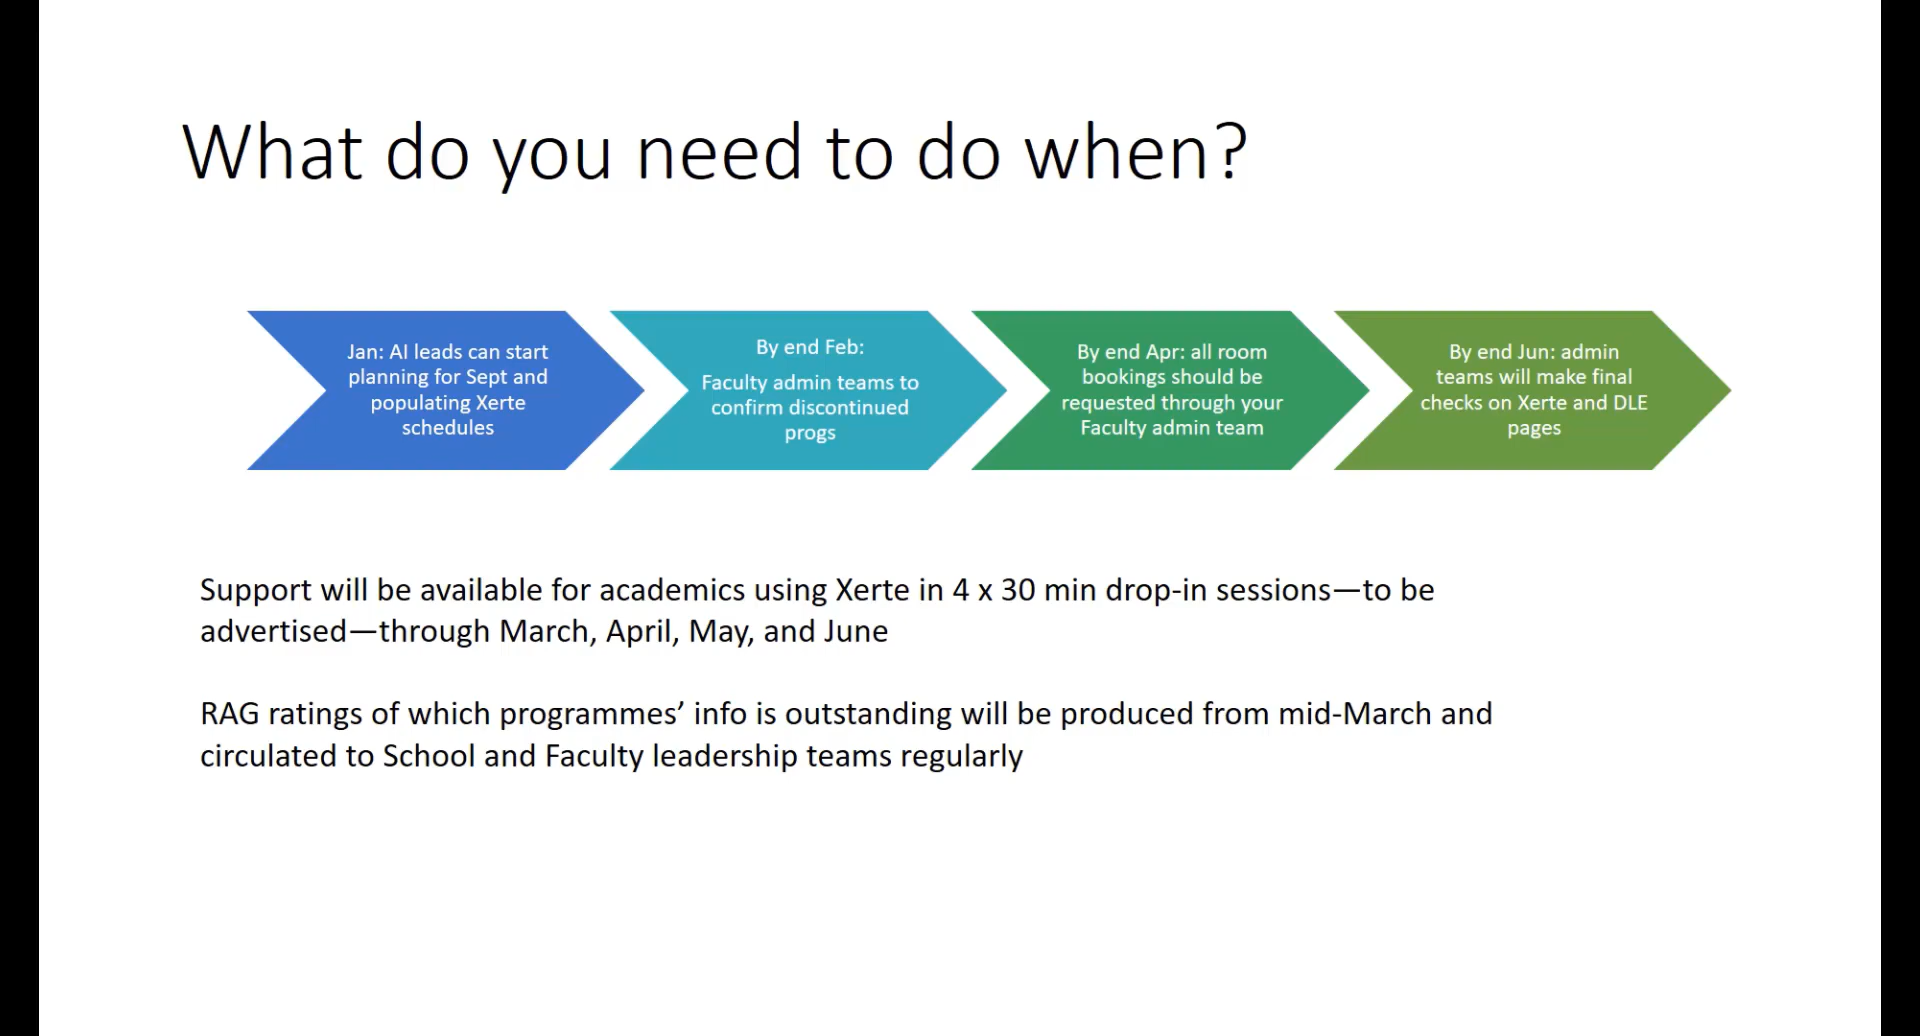 What do you need to do when?
Jan: AI leads can start
planning for Sept and
populating Xerte
schedules
By end Feb:
Faculty admin teams to
confirm discontinued
progs
By end Apr: all room
bookings should be
requested through your
Faculty admin team
By end Jun: admin
teams will make final
checks on Xerte and DLE
pages
Support will be available for academics using Xerte in 4 x 30 min drop-in sessions—to be
advertised—through March, April, May, and June
RAG ratings of which programmes’ info is outstanding will be produced from mid-March and
circulated to School and Faculty leadership teams regularly